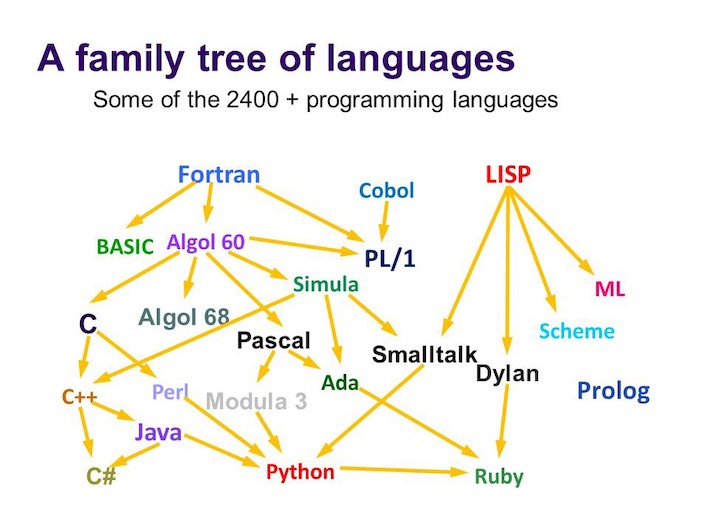 A family tree of languages
Some of the 2400 + programming languages
Fortran
Cobol
LISP
BASIC
Algol 60
PL/1
Simula
ML
Algol 68
C
Pascal
Scheme
Smalltalk
Dylan
Ada
Prolog
C++
Perl
Modula 3
Java
C#
Python
Ruby